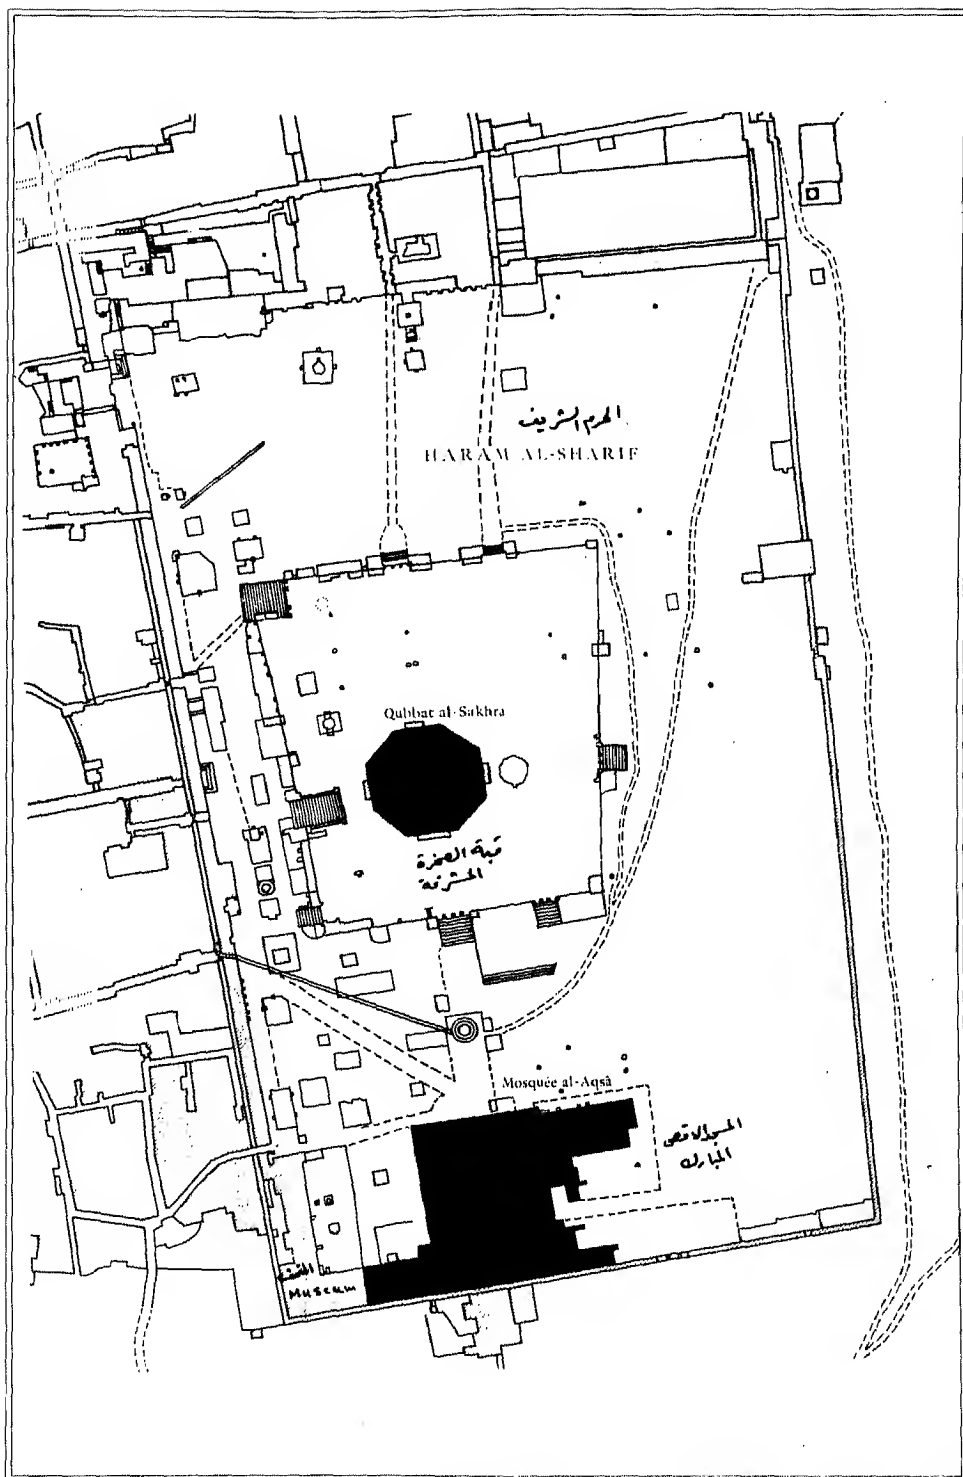 الحرم الشريف
HARAM AL-SHARIF
Qubbat al-Sakhra
قبة الصخرة
المشرفة
Mosquée al-Aqsâ
المسجد الاقصى
المبارك
المتحف
Museum